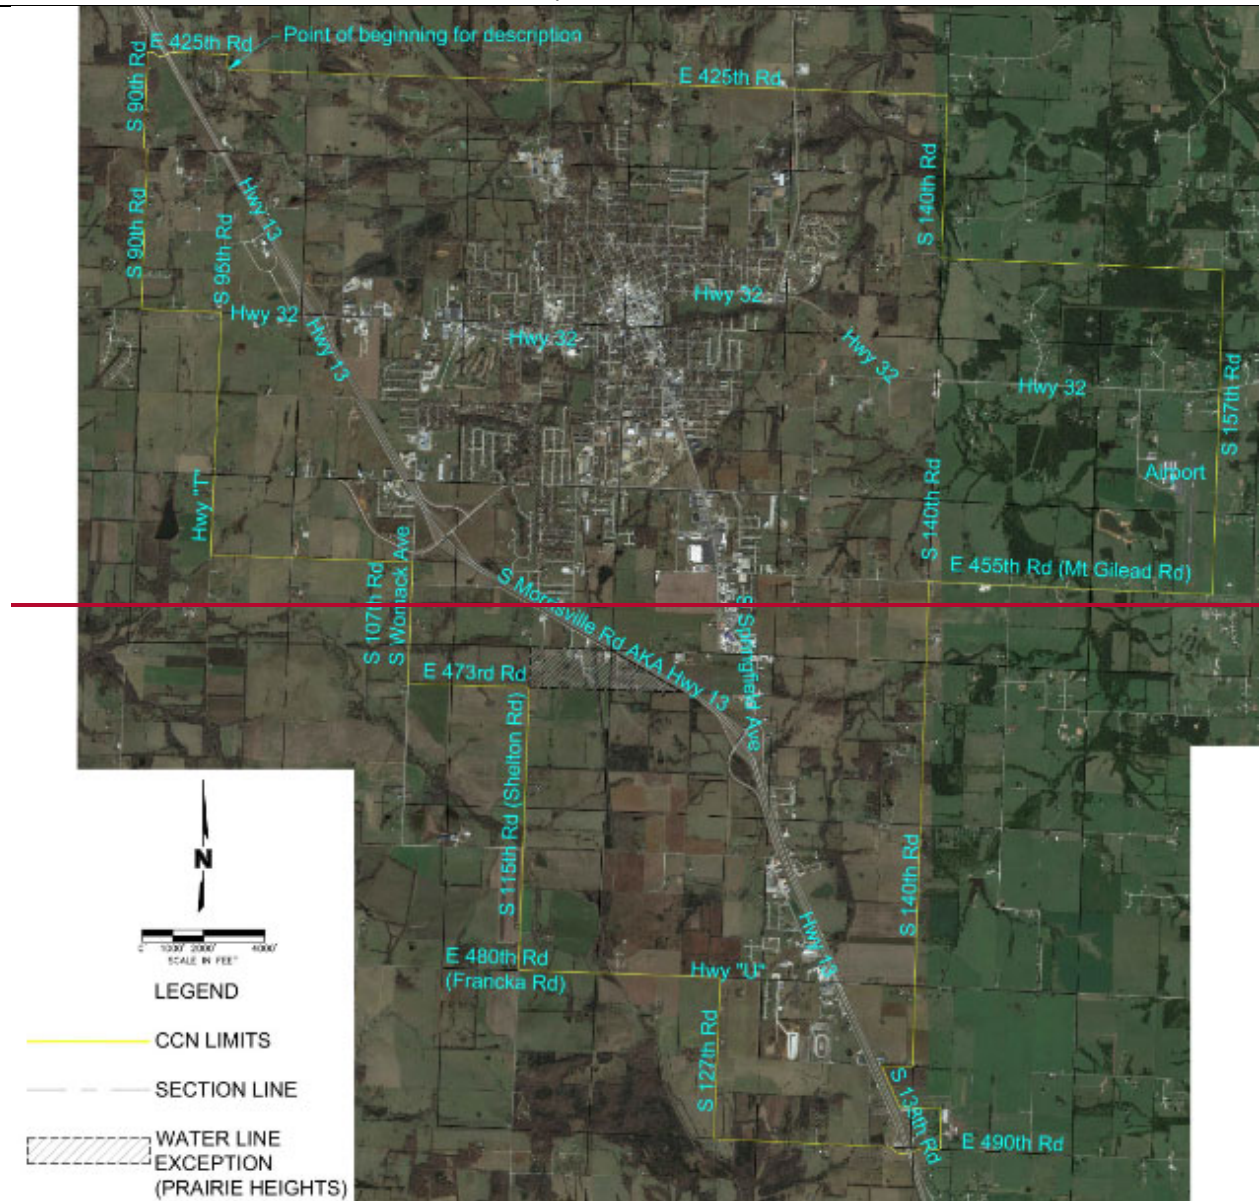 E 425th Rd
Point of beginning for description
E 425th Rd
S 90th Rd
S 140th Rd
Hwy 13
S 90th Rd
S 95th Rd
Hwy 32
Hwy 32
Hwy 13
Hwy 32
Hwy 32
Hwy 32
S 157th Rd
Airport
Hwy "T"
S 140th Rd
S 107th Rd
S Womack Ave
E 455th Rd (Mt Gilead Rd)
S Morrisville Rd AKA Hwy 13
S Springfield Ave
E 473rd Rd
S 115th Rd (Shelton Rd)
S 140th Rd
N
1000' 2000' 4000'
SCALE IN FEET
E 480th Rd
(Francka Rd)
Hwy "U"
Hwy 13
S 127th Rd
S 139th Rd
E 490th Rd
LEGEND
CCN LIMITS
SECTION LINE
WATER LINE
EXCEPTION
(PRAIRIE HEIGHTS)